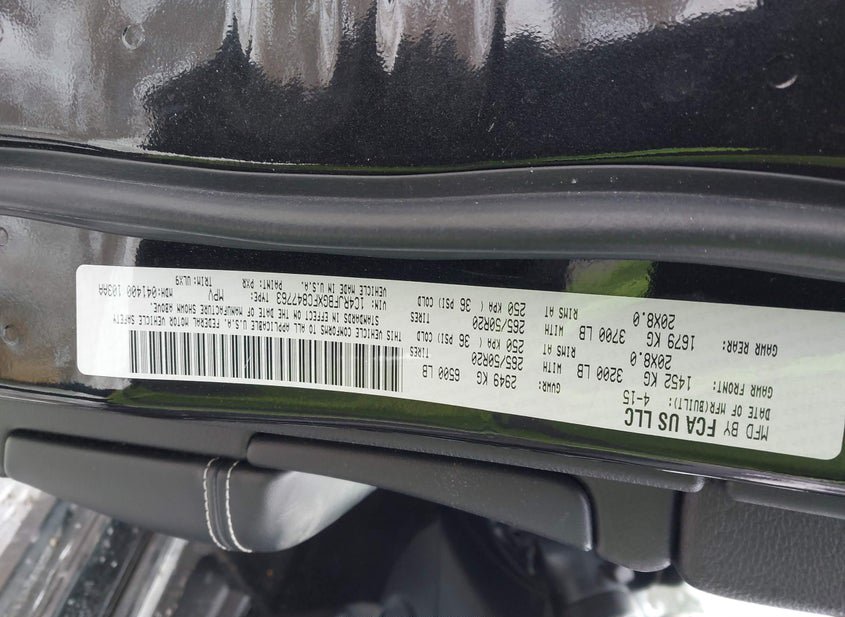 MFD BY FCA US LLC
DATE OF MFR(BUILT): 4-15 GVWR: 2949 KG 6500 LB
GAWR FRONT: 1452 KG 3200 LB WITH 265/50R20 TIRES
20X8.0 RIMS AT 250 KPA ( 36 PSI) COLD
GAWR REAR: 1679 KG 3700 LB WITH 265/50R20 TIRES
20X8.0 RIMS AT 250 KPA ( 36 PSI) COLD
THIS VEHICLE CONFORMS TO ALL APPLICABLE U.S.A. FEDERAL MOTOR VEHICLE SAFETY
STANDARDS IN EFFECT ON THE DATE OF MANUFACTURE SHOWN ABOVE.
VIN: 1C4RJFBGXFC847763 TYPE: MPV MDH:041400 103AA
VEHICLE MADE IN U.S.A. PAINT: PXR TRIM: ULX9